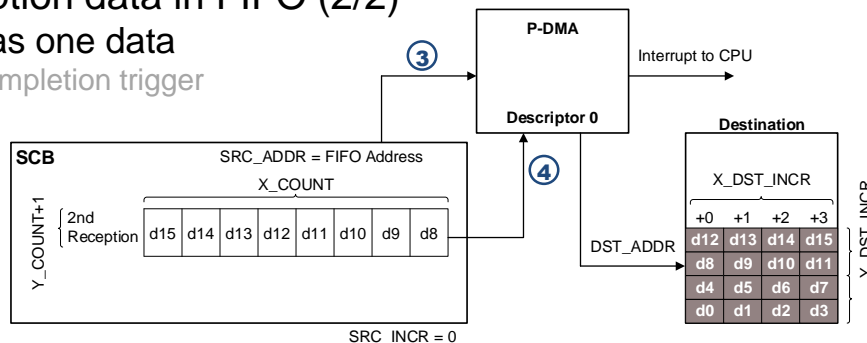 ption data in FIFO (2/2)
as one data
mpletion trigger
P-DMA
Descriptor 0
3
Interrupt to CPU
SCB
SRC_ADDR = FIFO Address
X_COUNT
Y_COUNT+1
2nd
Reception
d15 d14 d13 d12 d11 d10 d9 d8
SRC_INCR = 0
4
DST_ADDR
Destination
X_DST_INCR
+0 +1 +2 +3
d12 d13 d14 d15
d8 d9 d10 d11
d4 d5 d6 d7
d0 d1 d2 d3
Y_DST_INCR